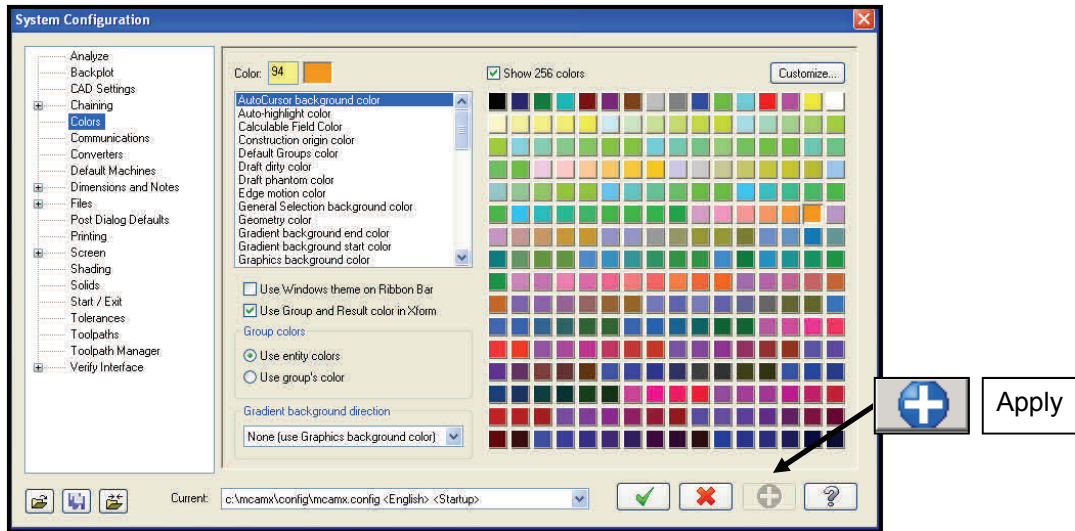 System Configuration
Analyze
Backplot
CAD Settings
Chaining
Colors
Communications
Converters
Default Machines
Dimensions and Notes
Files
Post Dialog Defaults
Printing
Screen
Shading
Solids
Start / Exit
Tolerances
Toolpaths
Toolpath Manager
Verify Interface
Color: 94
Show 256 colors
Customize...
AutoCursor background color
Auto-highlight color
Calculable Field Color
Construction origin color
Default Groups color
Draft dirty color
Draft phantom color
Edge motion color
General Selection background color
Geometry color
Gradient background end color
Gradient background start color
Graphics background color
Use Windows theme on Ribbon Bar
Use Group and Result color in Xform
Group colors
Use entity colors
Use group's color
Gradient background direction
None (use Graphics background color)
Apply
Current: c:\mcamx\config\mcamx.config <English> <Startup>
?